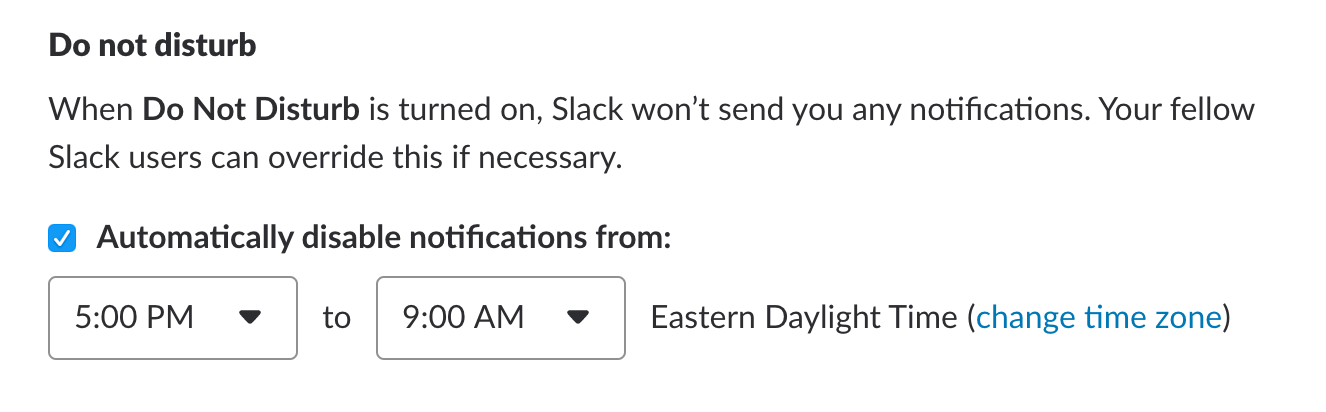 Do not disturb
When Do Not Disturb is turned on, Slack won’t send you any notifications. Your fellow
Slack users can override this if necessary.
Automatically disable notifications from:
5:00 PM to 9:00 AM Eastern Daylight Time (change time zone)